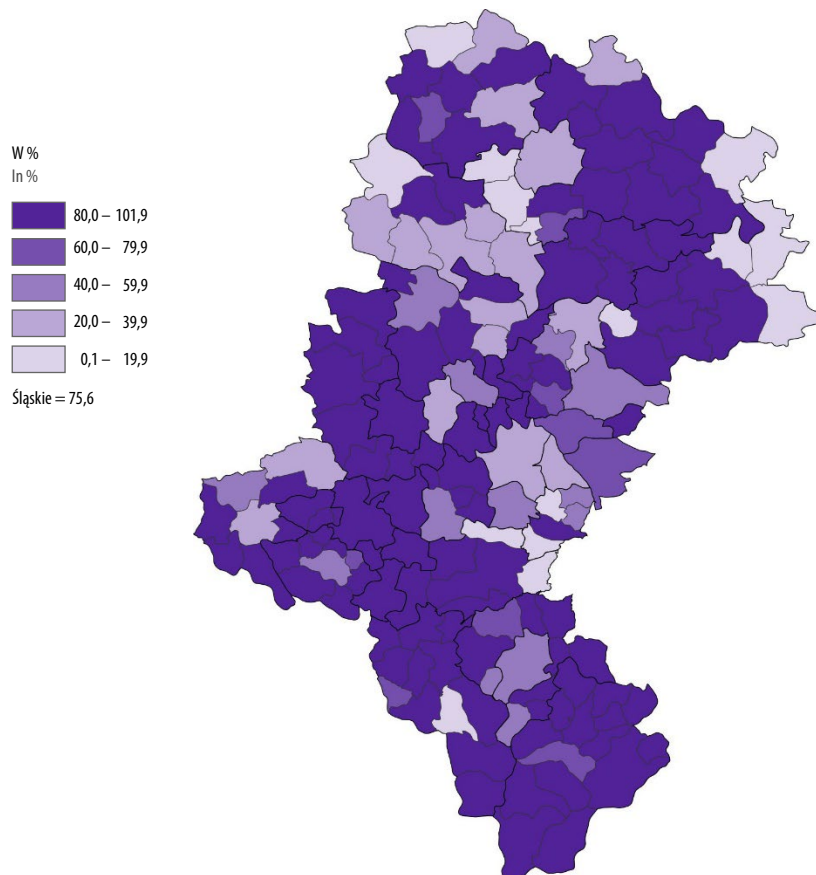 W %
In %
80,0 – 101,9
60,0 – 79,9
40,0 – 59,9
20,0 – 39,9
0,1 – 19,9
Śląskie = 75,6